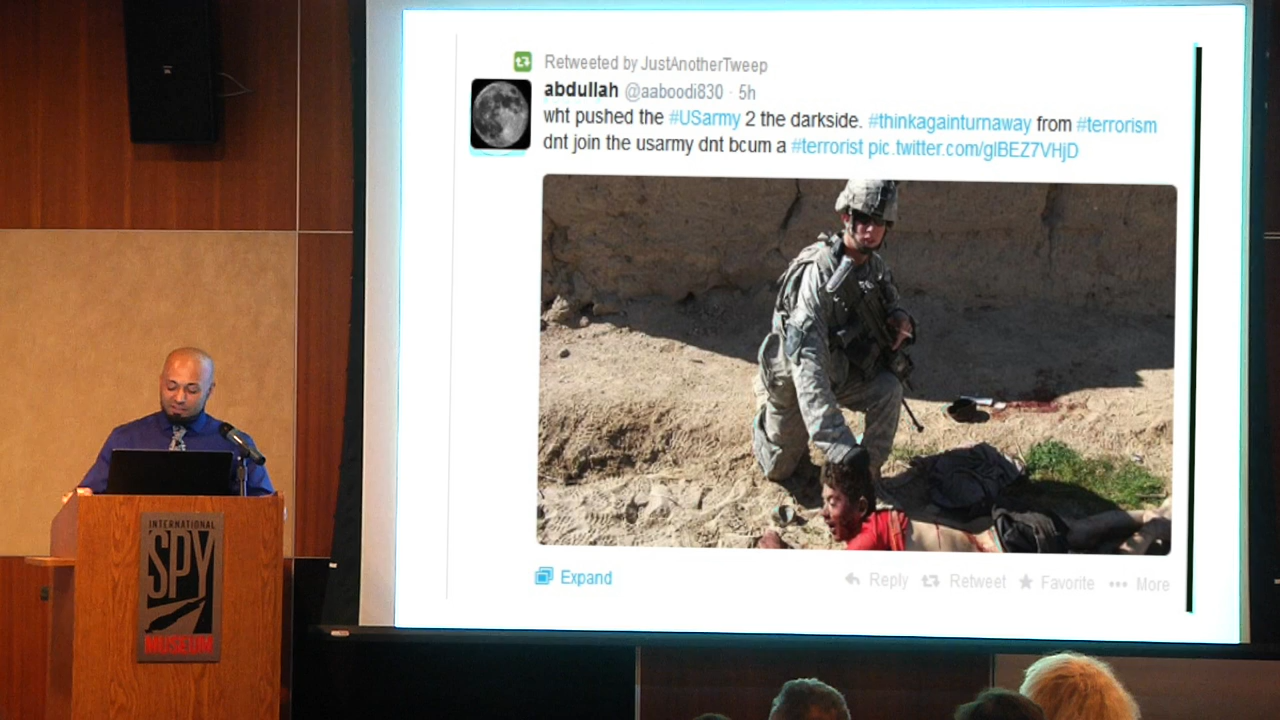 Retweeted by JustAnotherTweep
abdullah @aaboodi830 · 5h
wht pushed the #USarmy 2 the darkside. #thinkagainturnaway from #terrorism
dnt join the usarmy dnt bcum a #terrorist pic.twitter.com/glBEZ7VHjD
Expand
Reply Retweet Favorite More
INTERNATIONAL
SPY
MUSEUM